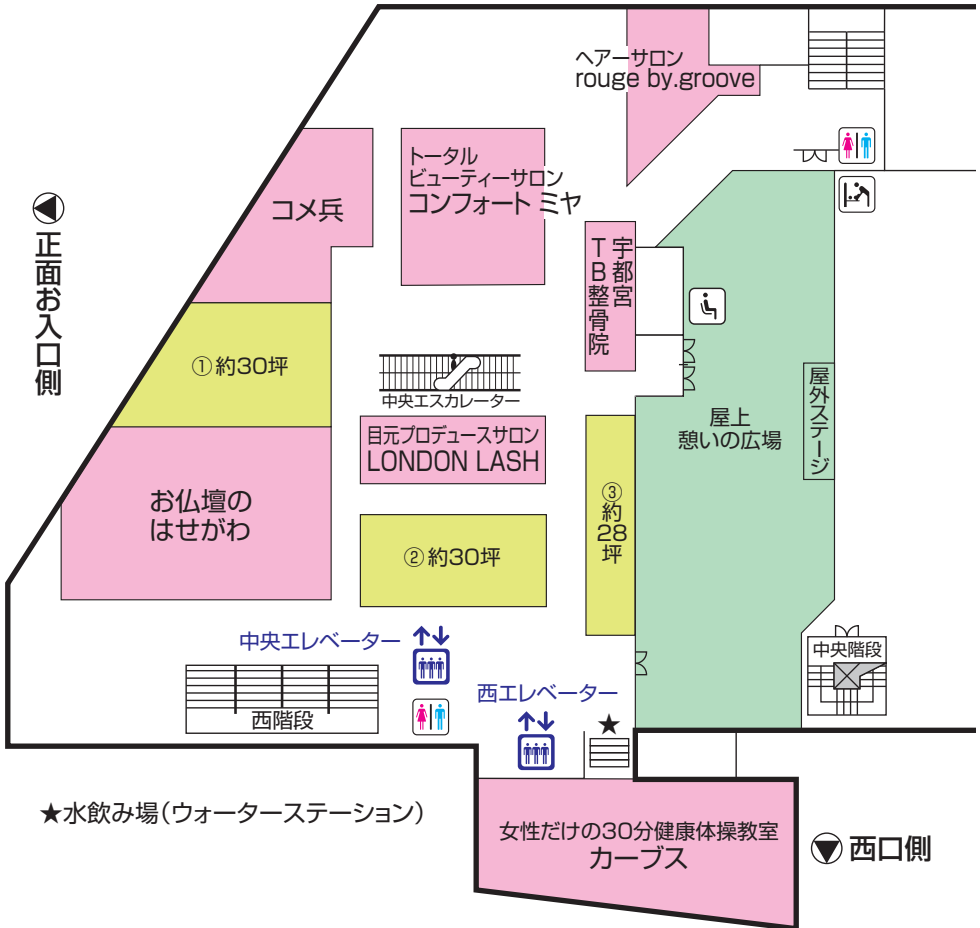 ヘアーサロン
rouge by.groove
トータル
ビューティーサロン
コンフォート ミヤ
コメ兵
正面お入口側
宇都宮
TB整骨院
①約30坪
中央エスカレーター
目元プロデュースサロン
LONDON LASH
屋上
憩いの広場
屋外ステージ
お仏壇の
はせがわ
②約30坪
③約28坪
中央エレベーター
中央階段
西エレベーター
西階段
★
★水飲み場(ウォーターステーション)
女性だけの30分健康体操教室
カーブス
西口側